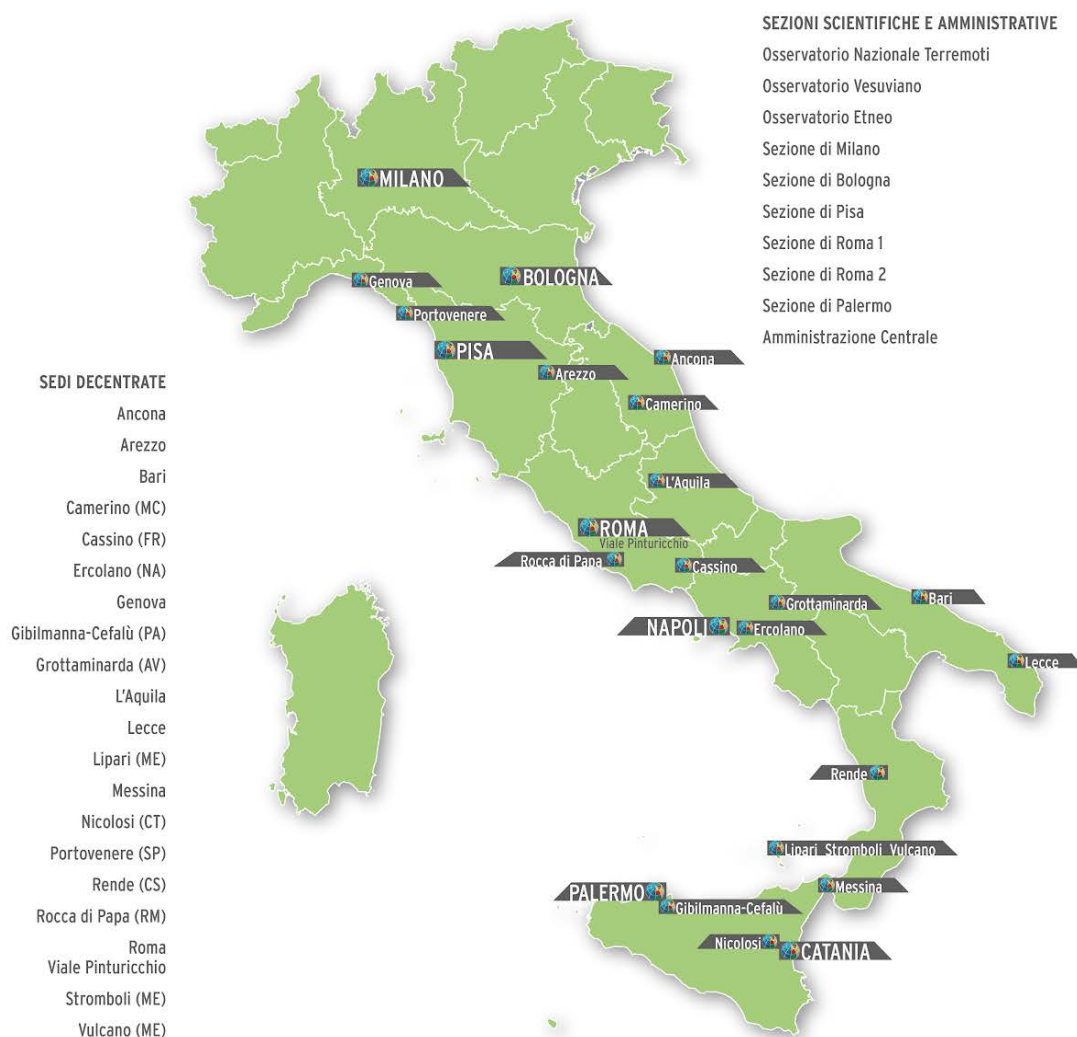 SEZIONI SCIENTIFICHE E AMMINISTRATIVE
Osservatorio Nazionale Terremoti
Osservatorio Vesuviano
Osservatorio Etneo
Sezione di Milano
Sezione di Bologna
Sezione di Pisa
Sezione di Roma 1
Sezione di Roma 2
Sezione di Palermo
Amministrazione Centrale
MILANO
Genova
BOLOGNA
Portovenere
PISA
Ancona
Arezzo
Camerino
L'Aquila
ROMA
Viale Pinturicchio
Rocca di Papa
Cassino
Grottaminarda
Bari
NAPOLI
Ercolano
Lecce
Rende
Lipari Stromboli Vulcano
Messina
PALERMO
Gibilmanna-Cefalù
Nicolosi
CATANIA
SEDI DECENTRATE
Ancona
Arezzo
Bari
Camerino (MC)
Cassino (FR)
Ercolano (NA)
Genova
Gibilmanna-Cefalù (PA)
Grottaminarda (AV)
L'Aquila
Lecce
Lipari (ME)
Messina
Nicolosi (CT)
Portovenere (SP)
Rende (CS)
Rocca di Papa (RM)
Roma
Viale Pinturicchio
Stromboli (ME)
Vulcano (ME)